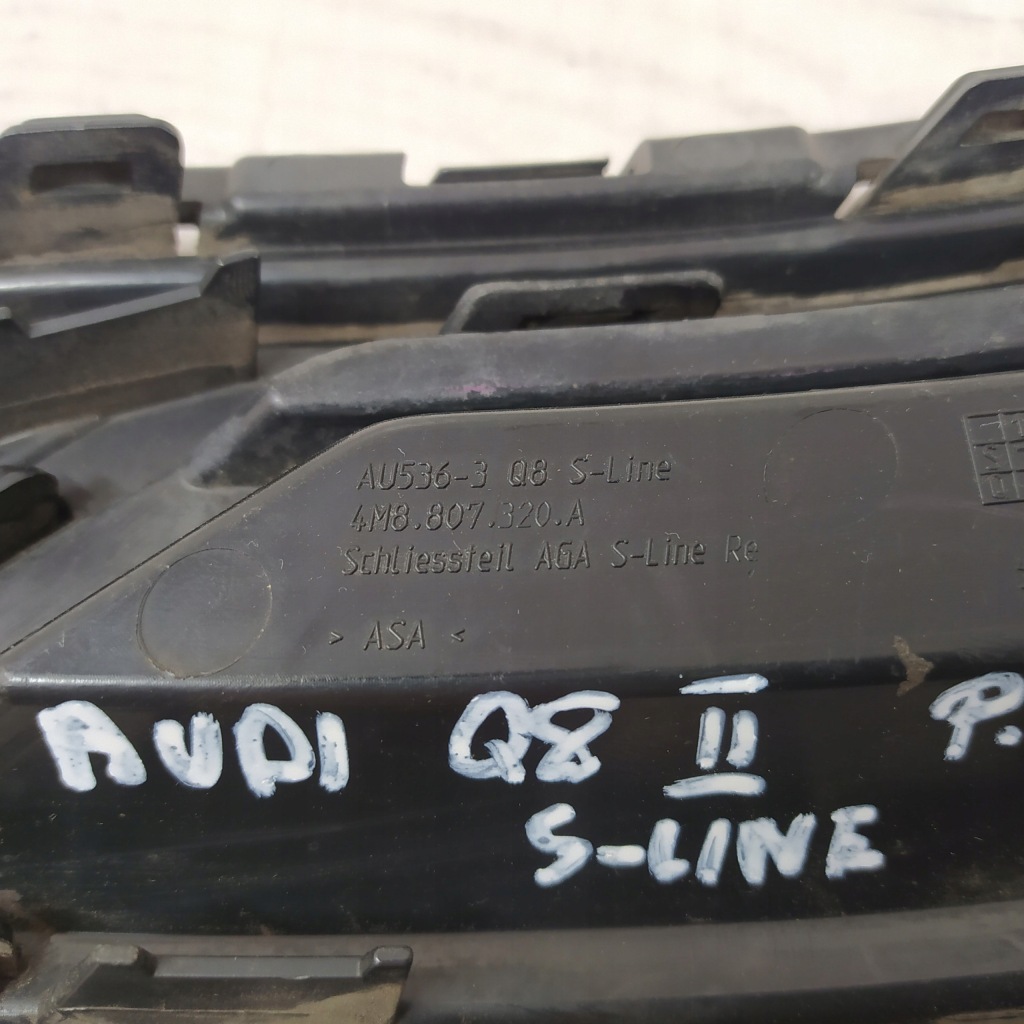 AU536-3 Q8 S-Line
4M8.807.320.A
Schliessteil AGA S-Line Re
> ASA <
AUDI Q8 II P.
S-LINE